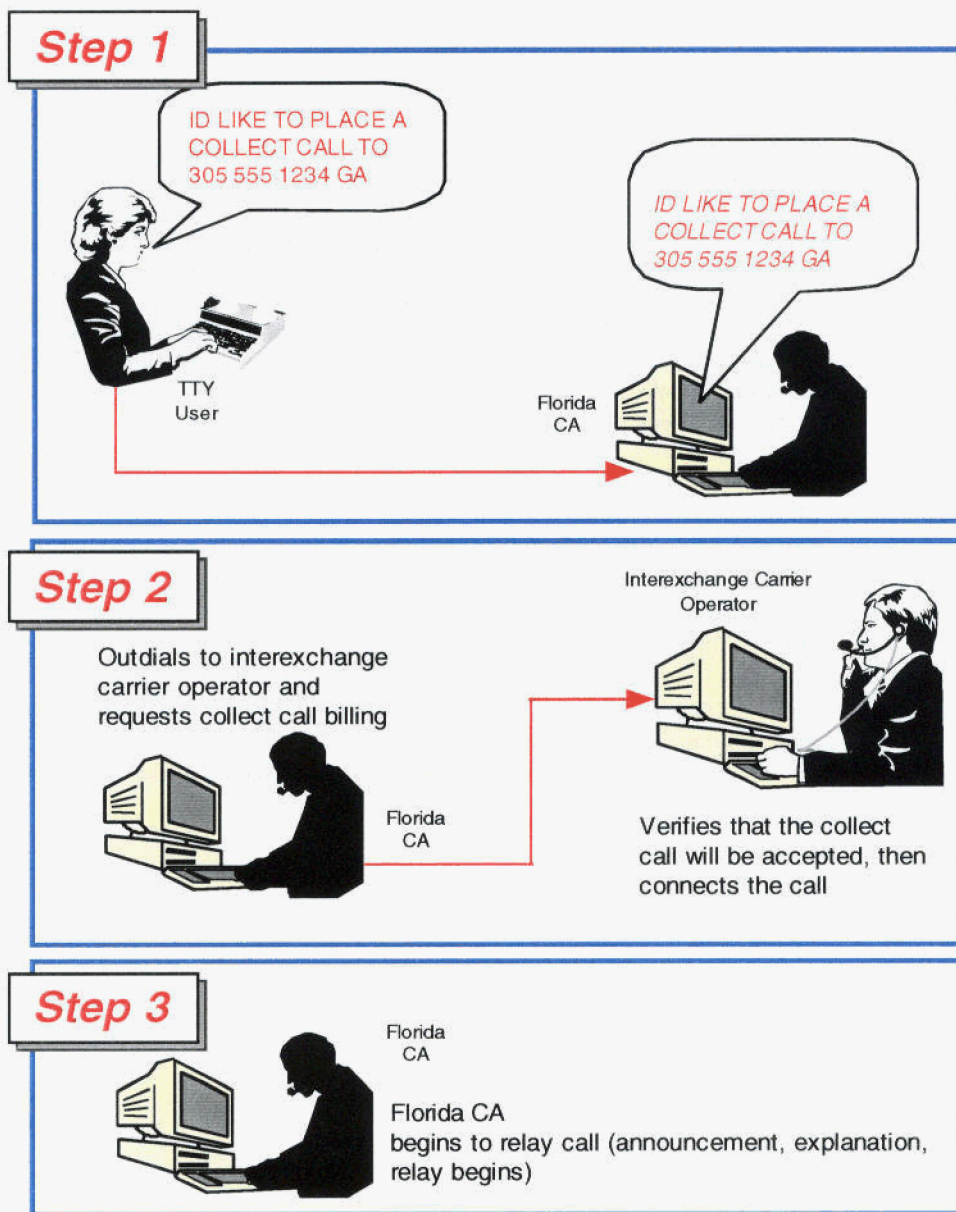 Step 1
ID LIKE TO PLACE A
COLLECT CALL TO
305 555 1234 GA
ID LIKE TO PLACE A
COLLECT CALL TO
305 555 1234 GA
TTY
User
Florida
CA
Step 2
Interexchange Carrier
Operator
Outdials to interexchange
carrier operator and
requests collect call billing
Florida
CA
Verifies that the collect
call will be accepted, then
connects the call
Step 3
Florida
CA
Florida CA
begins to relay call (announcement, explanation,
relay begins)